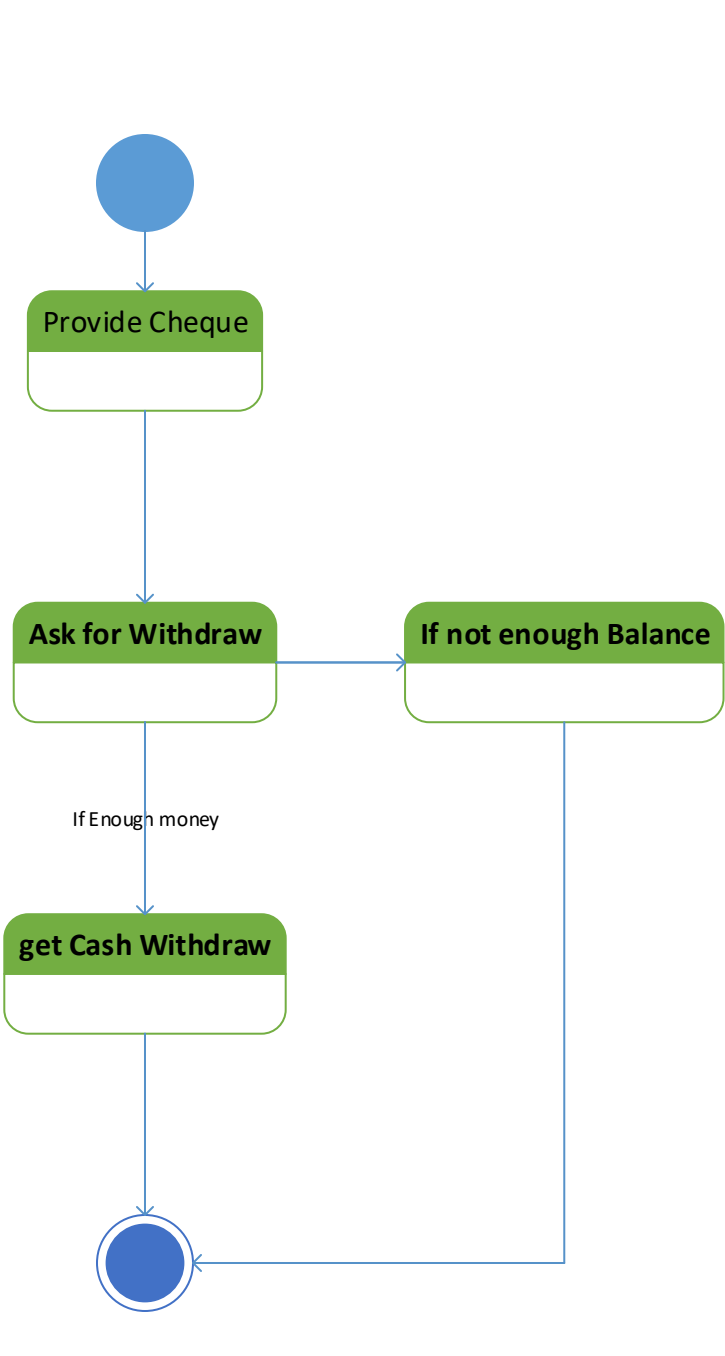 Provide Cheque
Ask for Withdraw
If not enough Balance
If Enough money
get Cash Withdraw